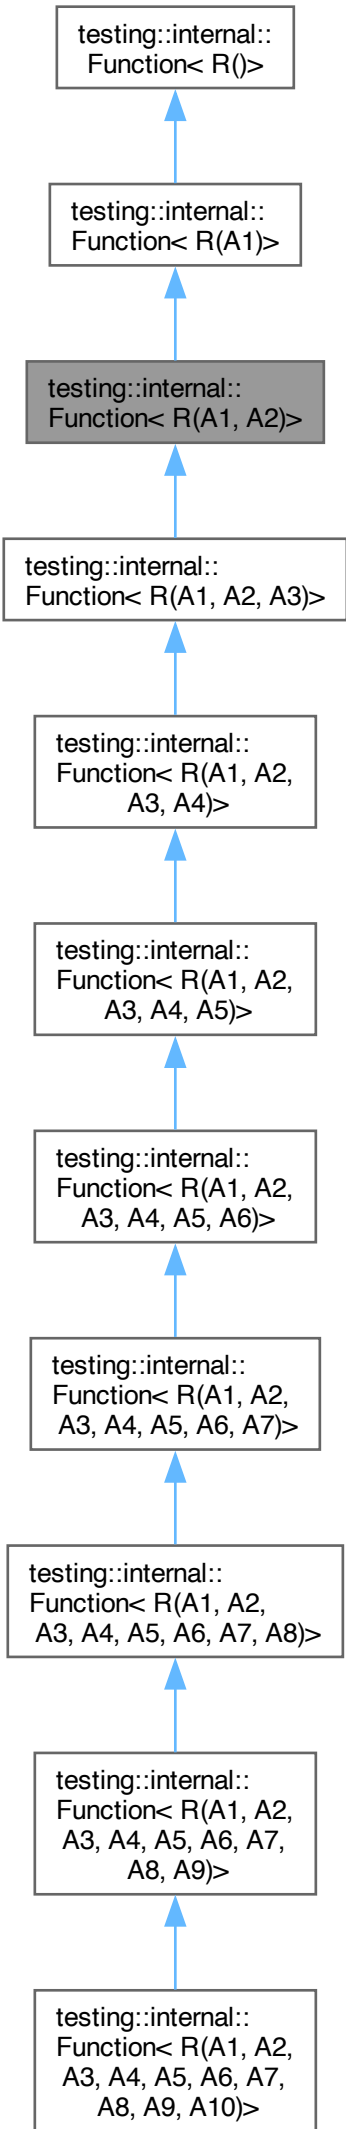 testing::internal::
Function< R()>
testing::internal::
Function< R(A1)>
testing::internal::
Function< R(A1, A2)>
testing::internal::
Function< R(A1, A2, A3)>
testing::internal::
Function< R(A1, A2,
A3, A4)>
testing::internal::
Function< R(A1, A2,
A3, A4, A5)>
testing::internal::
Function< R(A1, A2,
A3, A4, A5, A6)>
testing::internal::
Function< R(A1, A2,
A3, A4, A5, A6, A7)>
testing::internal::
Function< R(A1, A2,
A3, A4, A5, A6, A7, A8)>
testing::internal::
Function< R(A1, A2,
A3, A4, A5, A6, A7,
A8, A9)>
testing::internal::
Function< R(A1, A2,
A3, A4, A5, A6, A7,
A8, A9, A10)>